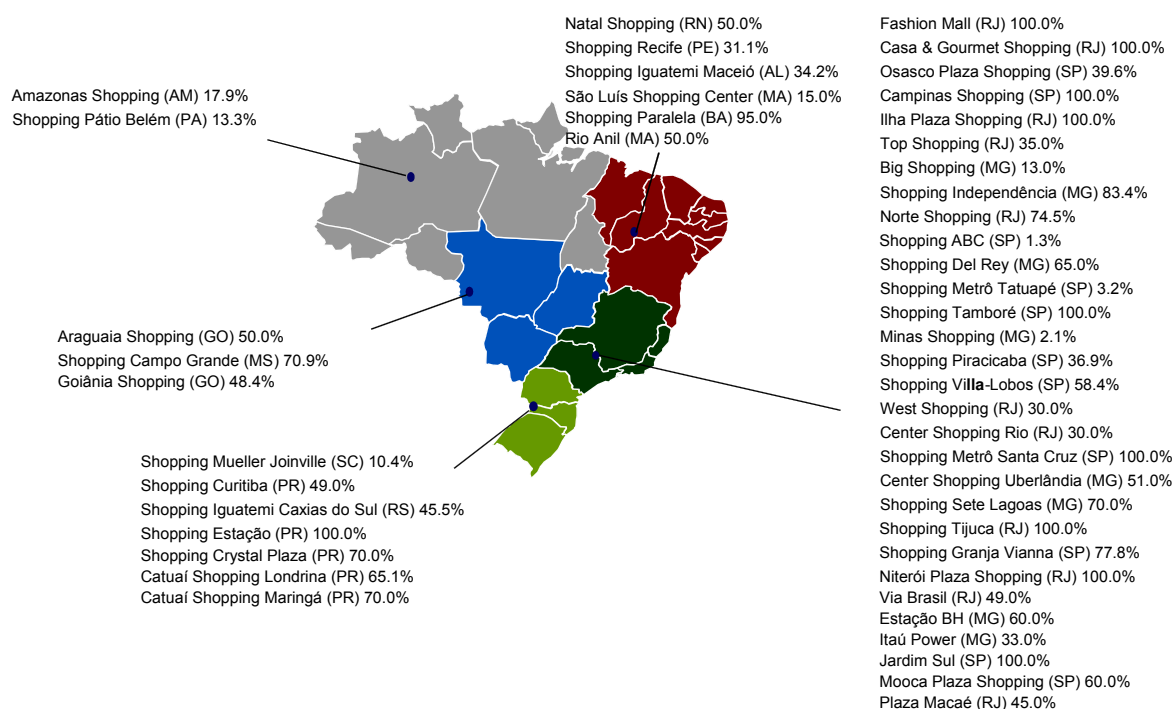 Amazonas Shopping (AM) 17.9%
Shopping Pátio Belém (PA) 13.3%
Natal Shopping (RN) 50.0%
Shopping Recife (PE) 31.1%
Shopping Iguatemi Maceió (AL) 34.2%
São Luís Shopping Center (MA) 15.0%
Shopping Paralela (BA) 95.0%
Rio Anil (MA) 50.0%
Araguaia Shopping (GO) 50.0%
Shopping Campo Grande (MS) 70.9%
Goiânia Shopping (GO) 48.4%
Shopping Mueller Joinville (SC) 10.4%
Shopping Curitiba (PR) 49.0%
Shopping Iguatemi Caxias do Sul (RS) 45.5%
Shopping Estação (PR) 100.0%
Shopping Crystal Plaza (PR) 70.0%
Catuaí Shopping Londrina (PR) 65.1%
Catuaí Shopping Maringá (PR) 70.0%
Fashion Mall (RJ) 100.0%
Casa & Gourmet Shopping (RJ) 100.0%
Osasco Plaza Shopping (SP) 39.6%
Campinas Shopping (SP) 100.0%
Ilha Plaza Shopping (RJ) 100.0%
Top Shopping (RJ) 35.0%
Big Shopping (MG) 13.0%
Shopping Independência (MG) 83.4%
Norte Shopping (RJ) 74.5%
Shopping ABC (SP) 1.3%
Shopping Del Rey (MG) 65.0%
Shopping Metrô Tatuapé (SP) 3.2%
Shopping Tamboré (SP) 100.0%
Minas Shopping (MG) 2.1%
Shopping Piracicaba (SP) 36.9%
Shopping Villa-Lobos (SP) 58.4%
West Shopping (RJ) 30.0%
Center Shopping Rio (RJ) 30.0%
Shopping Metrô Santa Cruz (SP) 100.0%
Center Shopping Uberlândia (MG) 51.0%
Shopping Sete Lagoas (MG) 70.0%
Shopping Tijuca (RJ) 100.0%
Shopping Granja Vianna (SP) 77.8%
Niterói Plaza Shopping (RJ) 100.0%
Via Brasil (RJ) 49.0%
Estação BH (MG) 60.0%
Itaú Power (MG) 33.0%
Jardim Sul (SP) 100.0%
Mooca Plaza Shopping (SP) 60.0%
Plaza Macaé (RJ) 45.0%